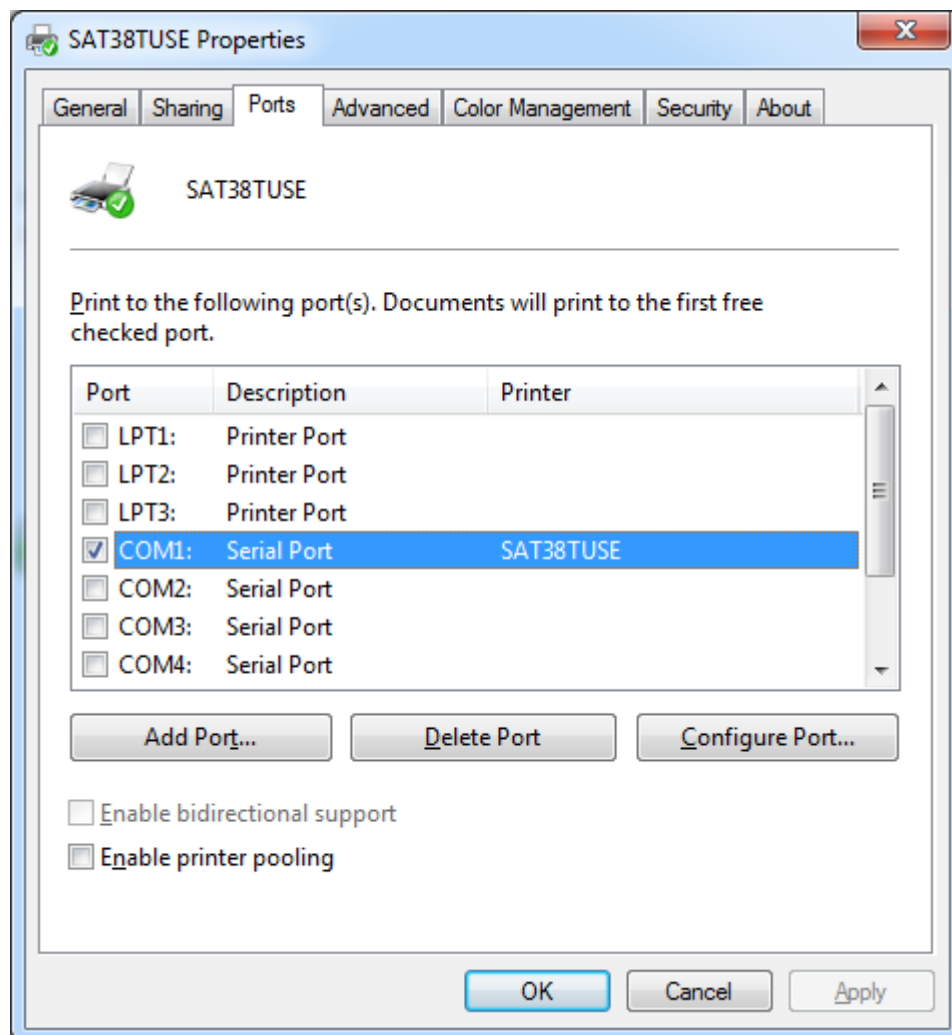 SAT38TUSE Properties
General Sharing Ports Advanced Color Management Security About
SAT38TUSE
Print to the following port(s). Documents will print to the first free
checked port.
Port Description Printer
LPT1: Printer Port
LPT2: Printer Port
LPT3: Printer Port
COM1: Serial Port SAT38TUSE
COM2: Serial Port
COM3: Serial Port
COM4: Serial Port
Add Port... Delete Port Configure Port...
Enable bidirectional support
Enable printer pooling
OK Cancel Apply